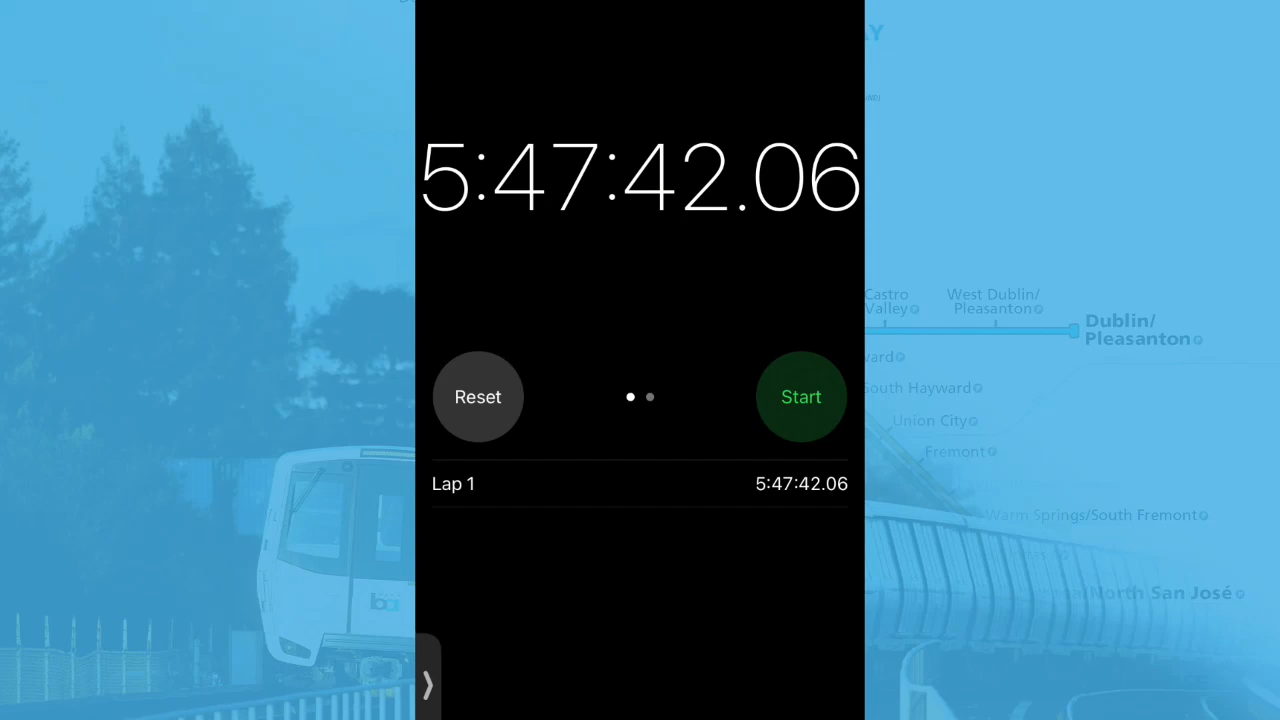 5:47:42.06
Castro
Valley
West Dublin/
Pleasanton
Dublin/
Pleasanton
South Hayward
Union City
Fremont
Reset
Start
Lap 1
5:47:42.06
Warm Springs/South Fremont
North San José
ba